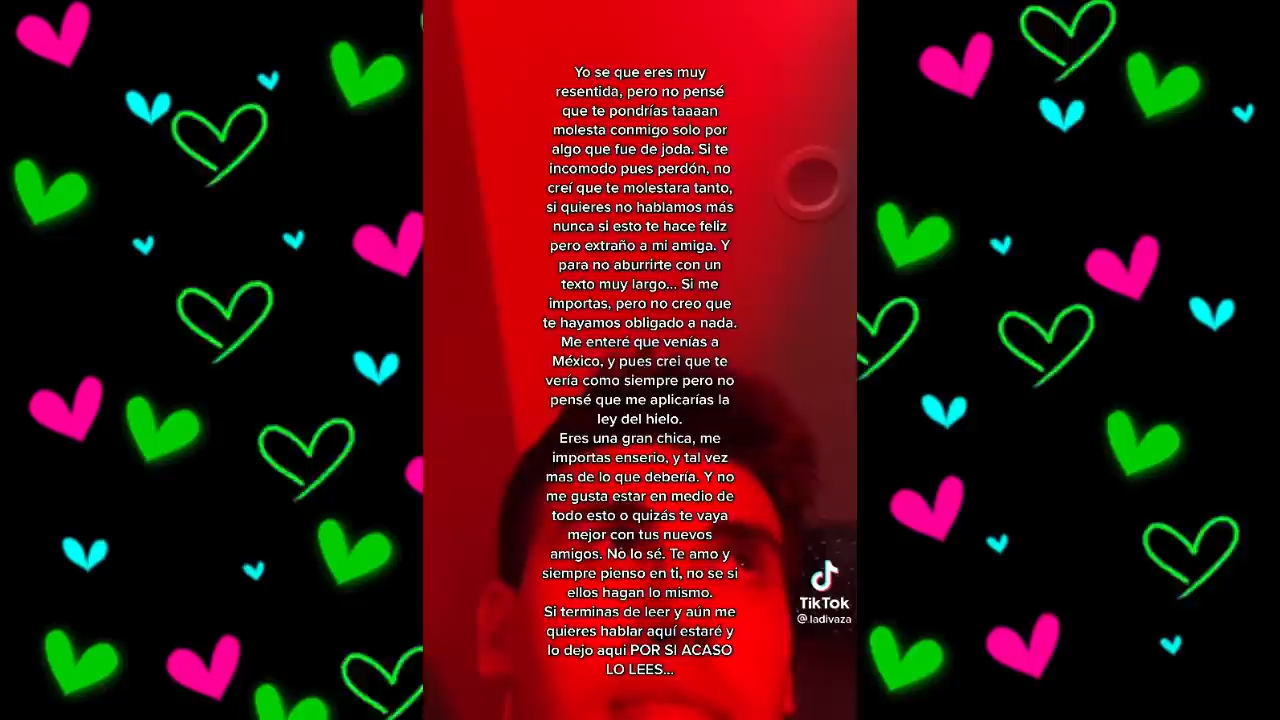 Yo se que eres muy
resentida, pero no pensé
que te pondrías taaaan
molesta conmigo solo por
algo que fue de joda. Si te
incomodo pues perdón, no
creí que te molestara tanto,
si quieres no hablamos más
nunca si esto te hace feliz
pero extraño a mi amiga. Y
para no aburrirte con un
texto muy largo... Si me
importas, pero no creo que
te hayamos obligado a nada.
Me enteré que venías a
México, y pues crei que te
vería como siempre pero no
pensé que me aplicarías la
ley del hielo.
Eres una gran chica, me
importas enserio, y tal vez
mas de lo que debería. Y no
me gusta estar en medio de
todo esto o quizás te vaya
mejor con tus nuevos
amigos. No lo sé. Te amo y
siempre pienso en ti, no se si
ellos hagan lo mismo.
Si terminas de leer y aún me
quieres hablar aquí estaré y
lo dejo aqui POR SI ACASO
LO LEES...
TikTok
@ladivaza